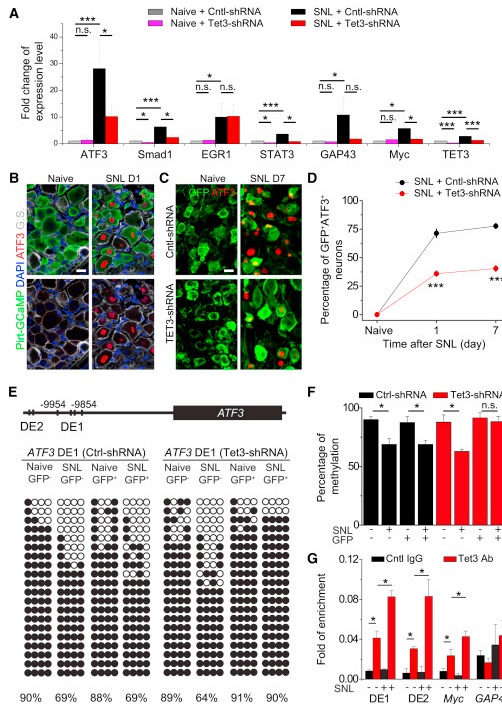 A
Naive + Cntl-shRNA
SNL + Cntl-shRNA
Naive + Tet3-shRNA
SNL + Tet3-shRNA
Fold change of
expression level
40
30
20
10
0
***
n.s.
*
***
*
*
*
n.s.
n.s.
***
*
*
*
n.s.
n.s.
*
n.s.
*
***
***
***
ATF3
Smad1
EGR1
STAT3
GAP43
Myc
TET3
B
Naive
SNL D1
Pirt-GCaMP DAPI ATF3 G.S.
C
Naive
SNL D7
GFP ATF3
Cntl-shRNA
TET3-shRNA
D
SNL + Cntl-shRNA
SNL + Tet3-shRNA
Percentage of GFP+ATF3+
neurons
100
75
50
25
0
***
***
Naive
1
7
Time after SNL (day)
E
-9954
-9854
ATF3
DE2
DE1
ATF3 DE1 (Ctrl-shRNA)
ATF3 DE1 (Tet3-shRNA)
Naive SNL Naive SNL Naive SNL Naive SNL
GFP- GFP- GFP+ GFP+ GFP- GFP- GFP+ GFP+
90% 69% 88% 69% 89% 64% 91% 90%
F
Ctrl-shRNA
Tet3-shRNA
Percentage of
methylation
100
50
0
*
*
*
n.s.
SNL - + - + - + - +
GFP - - + + - - + +
G
Cntl IgG
Tet3 Ab
Fold of enrichment
0.12
0.08
0.04
0.00
*
*
*
*
*
*
SNL - - + + - - + + - - + +
DE1
DE2
Myc